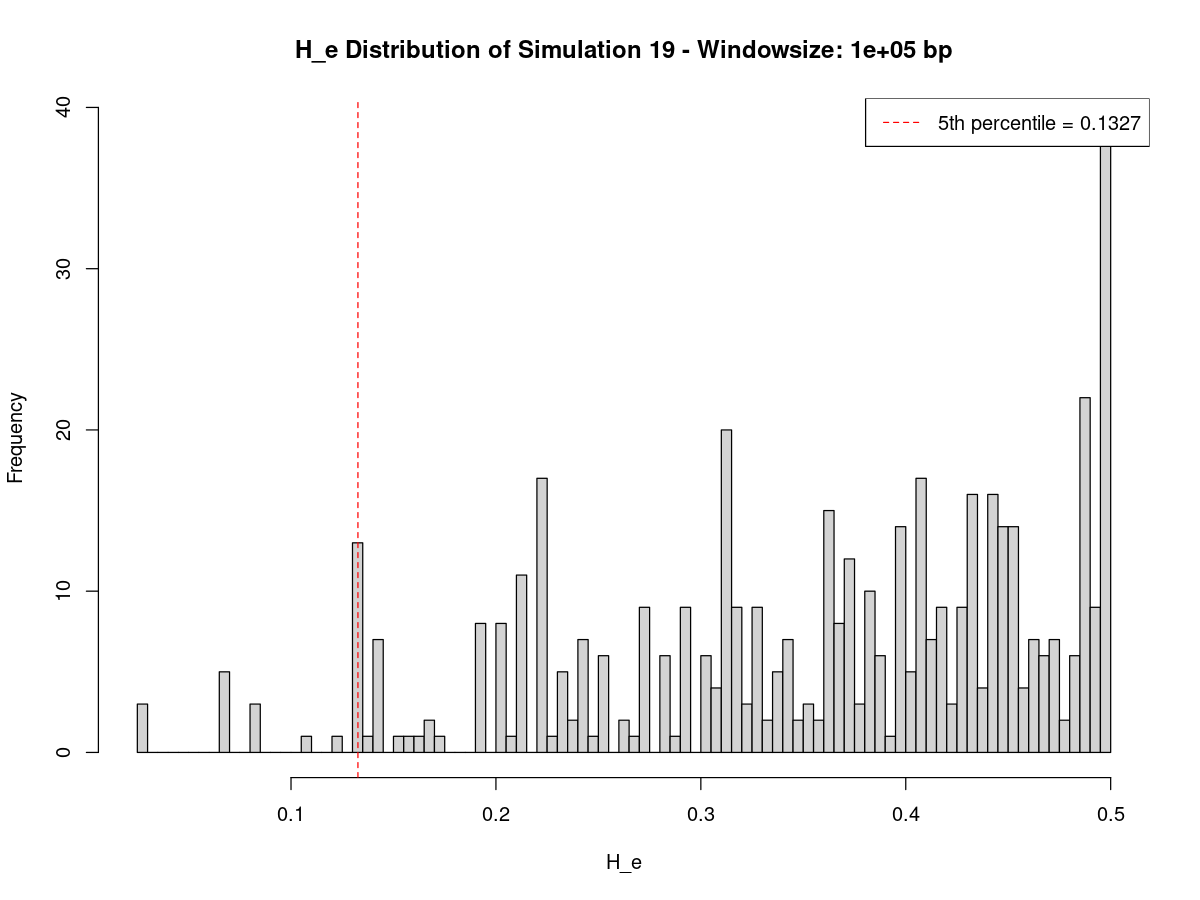 H_e Distribution of Simulation 19 - Windowsize: 1e+05 bp
5th percentile = 0.1327
Frequency
40
30
20
10
0
0.1 0.2 0.3 0.4 0.5
H_e